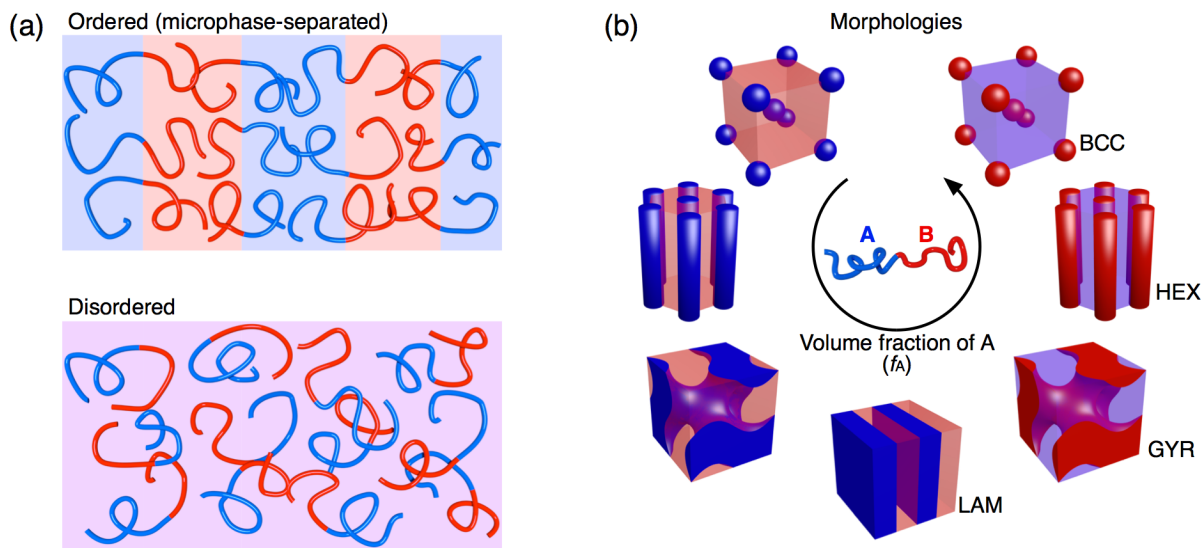 (a)
Ordered (microphase-separated)
Disordered
(b)
Morphologies
BCC
A B
HEX
Volume fraction of A
(fA)
GYR
LAM